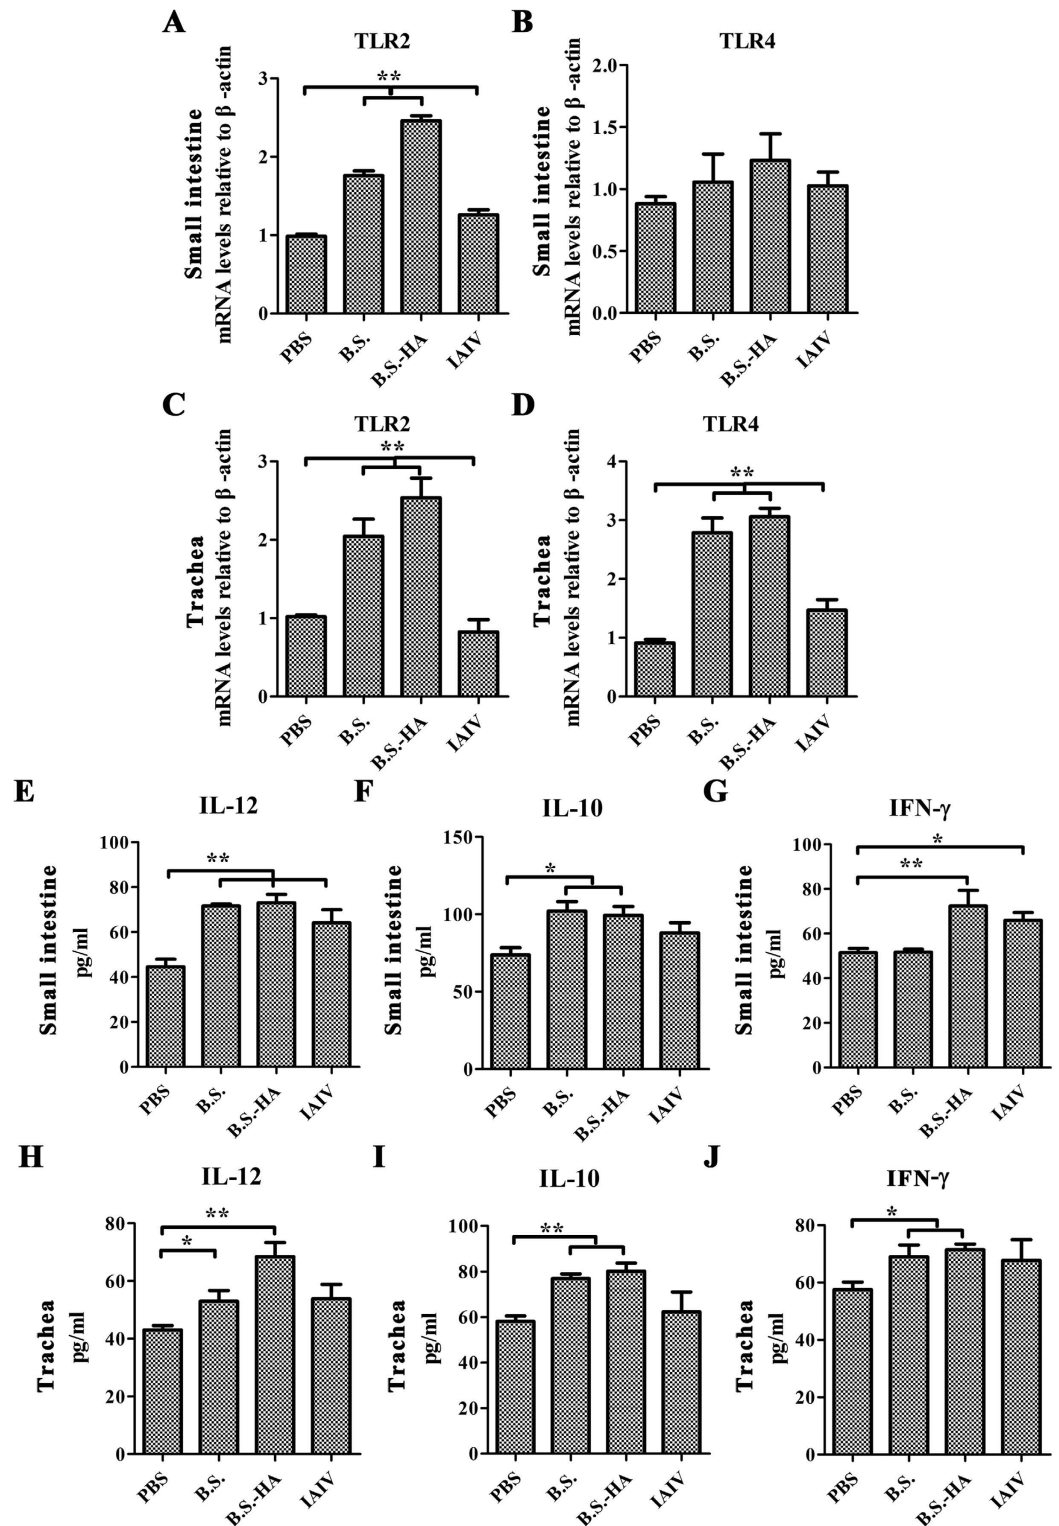 A
TLR2
Small intestine
mRNA levels relative to β -actin
3
2
1
0
**
PBS
B.S.
B.S.-HA
IAIV
B
TLR4
Small intestine
mRNA levels relative to β -actin
2.0
1.5
1.0
0.5
0.0
PBS
B.S.
B.S.-HA
IAIV
C
TLR2
Trachea
mRNA levels relative to β -actin
3
2
1
0
**
PBS
B.S.
B.S.-HA
IAIV
D
TLR4
Trachea
mRNA levels relative to β -actin
4
3
2
1
0
**
PBS
B.S.
B.S.-HA
IAIV
E
IL-12
Small intestine
pg/ml
100
80
60
40
20
0
**
PBS
B.S.
B.S.-HA
IAIV
F
IL-10
Small intestine
pg/ml
150
100
50
0
*
PBS
B.S.
B.S.-HA
IAIV
G
IFN-γ
Small intestine
pg/ml
100
80
60
40
20
0
*
**
PBS
B.S.
B.S.-HA
IAIV
H
IL-12
Trachea
pg/ml
80
60
40
20
0
**
*
PBS
B.S.
B.S.-HA
IAIV
I
IL-10
Trachea
pg/ml
100
80
60
40
20
0
**
PBS
B.S.
B.S.-HA
IAIV
J
IFN-γ
Trachea
pg/ml
80
60
40
20
0
*
PBS
B.S.
B.S.-HA
IAIV